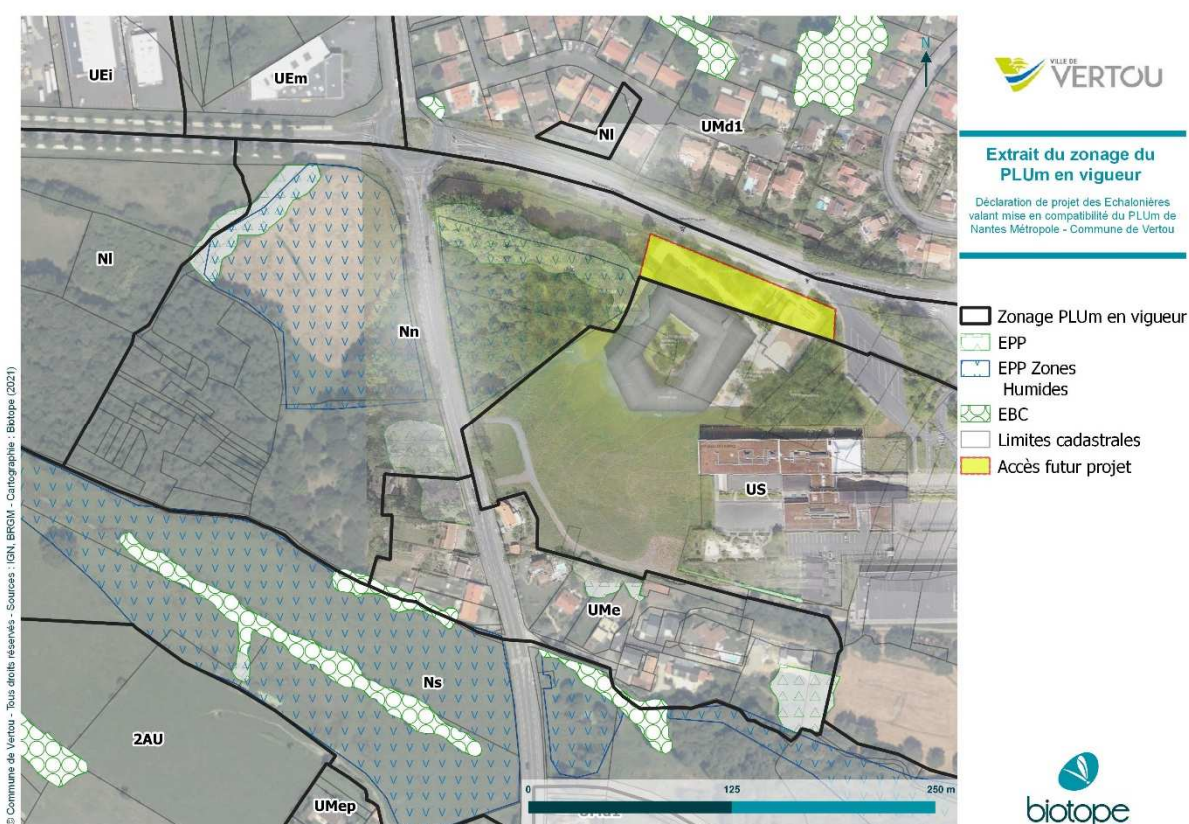 UEi
UEm
N
Nl
UMd1
Nl
Nn
US
UMe
Ns
2AU
UMep
0
125
250 m
VILLE DE
VERTOU
Extrait du zonage du
PLUm en vigueur
Déclaration de projet des Echalonières
valant mise en compatibilité du PLUm de
Nantes Métropole - Commune de Vertou
Zonage PLUm en vigueur
EPP
EPP Zones
Humides
EBC
Limites cadastrales
Accès futur projet
biotope
© Commune de Vertou - Tous droits réservés - Sources : IGN, BRGM - Cartographie : Biotope (2021)